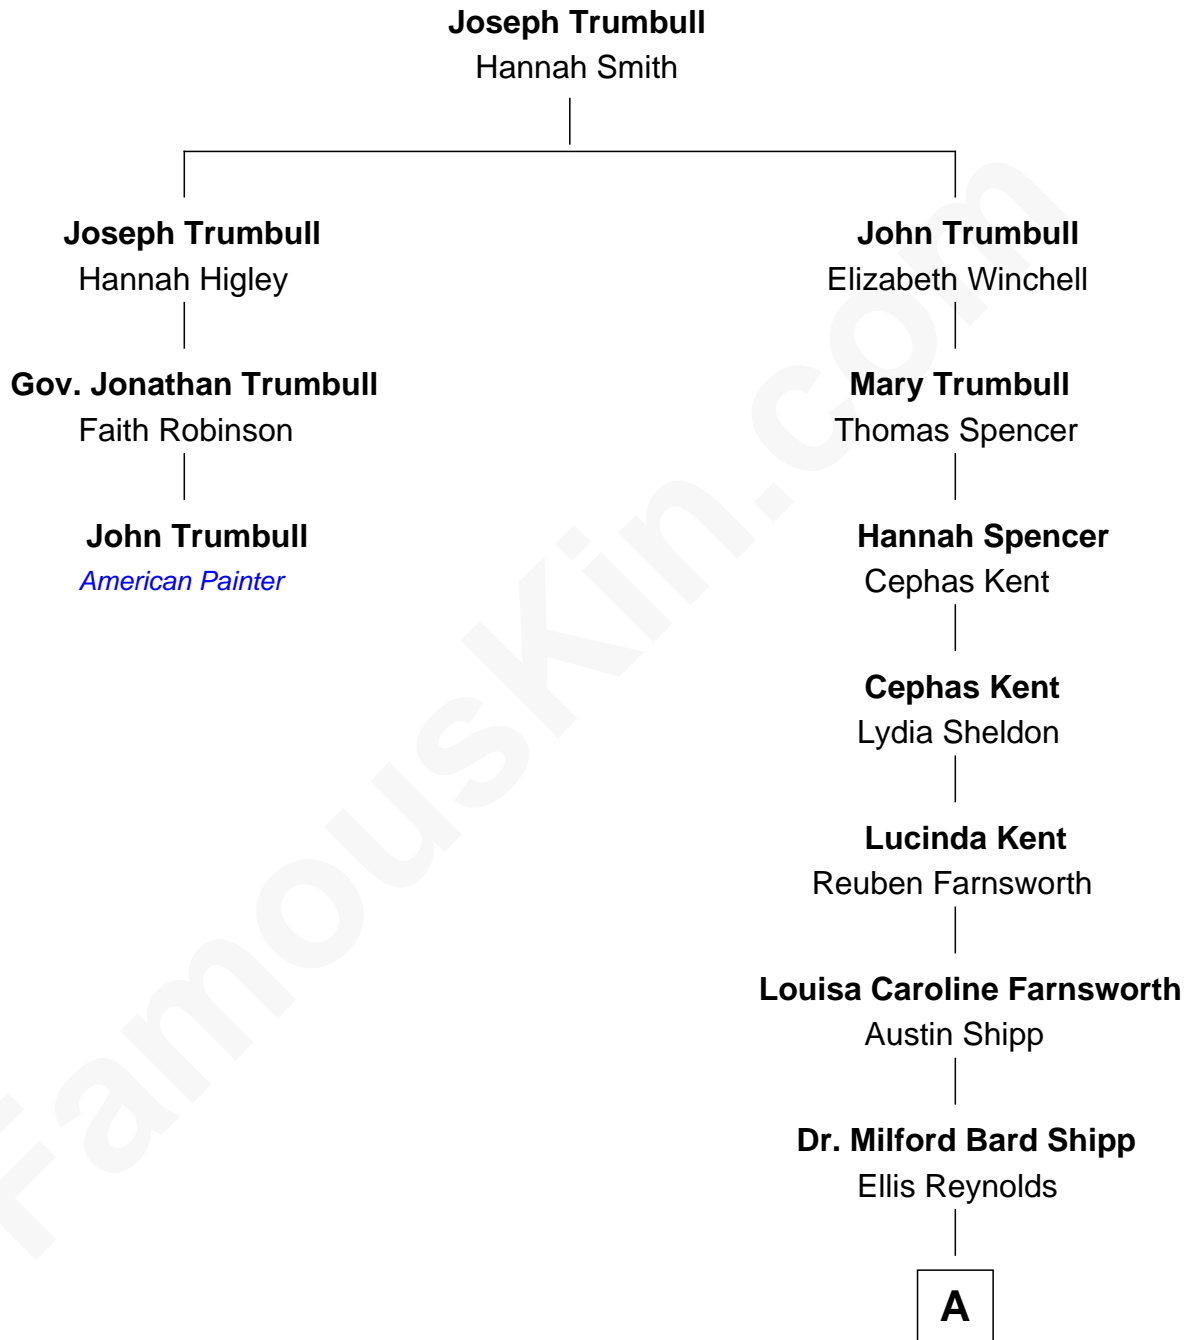 Joseph Trumbull
Hannah Smith
Joseph Trumbull
Hannah Higley
Gov. Jonathan Trumbull
Faith Robinson
John Trumbull
American Painter
John Trumbull
Elizabeth Winchell
Mary Trumbull
Thomas Spencer
Hannah Spencer
Cephas Kent
Cephas Kent
Lydia Sheldon
Lucinda Kent
Reuben Farnsworth
Louisa Caroline Farnsworth
Austin Shipp
Dr. Milford Bard Shipp
Ellis Reynolds
A
FamousKin.com